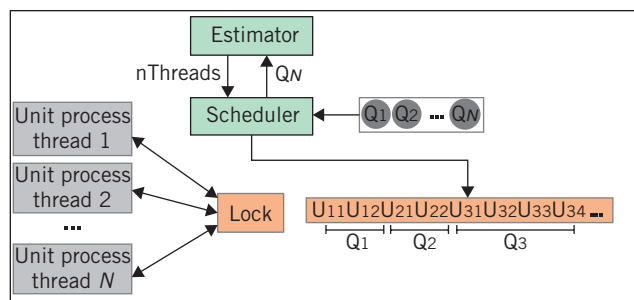 Estimator
nThreads
QN
Scheduler
Q1 Q2 ... QN
Unit process
thread 1
Unit process
thread 2
...
Unit process
thread N
Lock
U11U12U21U22U31U32U33U34...
Q1
Q2
Q3